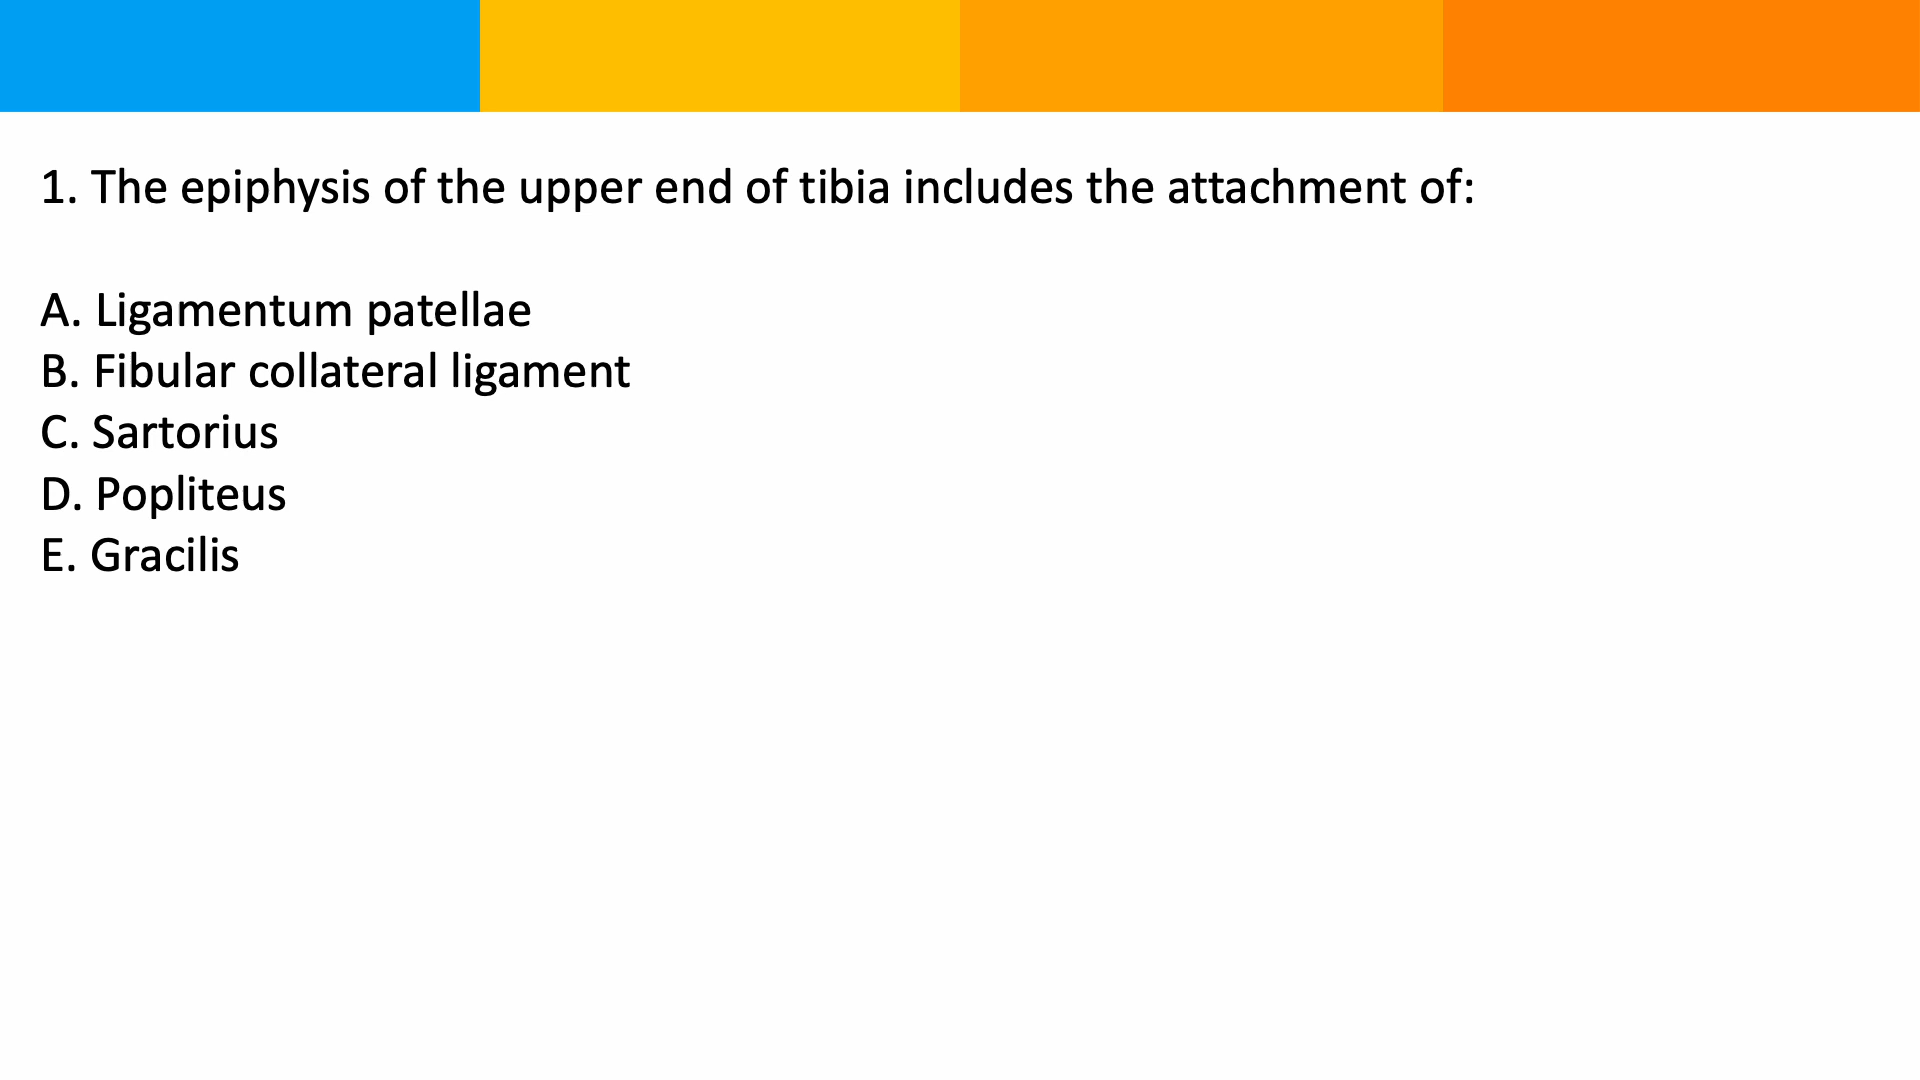 1. The epiphysis of the upper end of tibia includes the attachment of:
A. Ligamentum patellae
B. Fibular collateral ligament
C. Sartorius
D. Popliteus
E. Gracilis